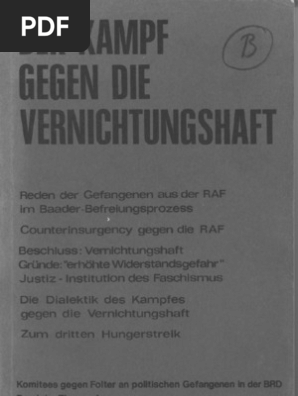 PDF
DER KAMPF
GEGEN DIE
VERNICHTUNGSHAFT
B
Reden der Gefangenen aus der RAF
im Baader-Befreiungsprozess
Counterinsurgency gegen die RAF
Beschluss: Vernichtungshaft
Gründe: "erhöhte Widerstandsgefahr"
Justiz - Institution des Faschismus
Die Dialektik des Kampfes
gegen die Vernichtungshaft
Zum dritten Hungerstreik
Komitees gegen Folter an politischen Gefangenen in der BRD